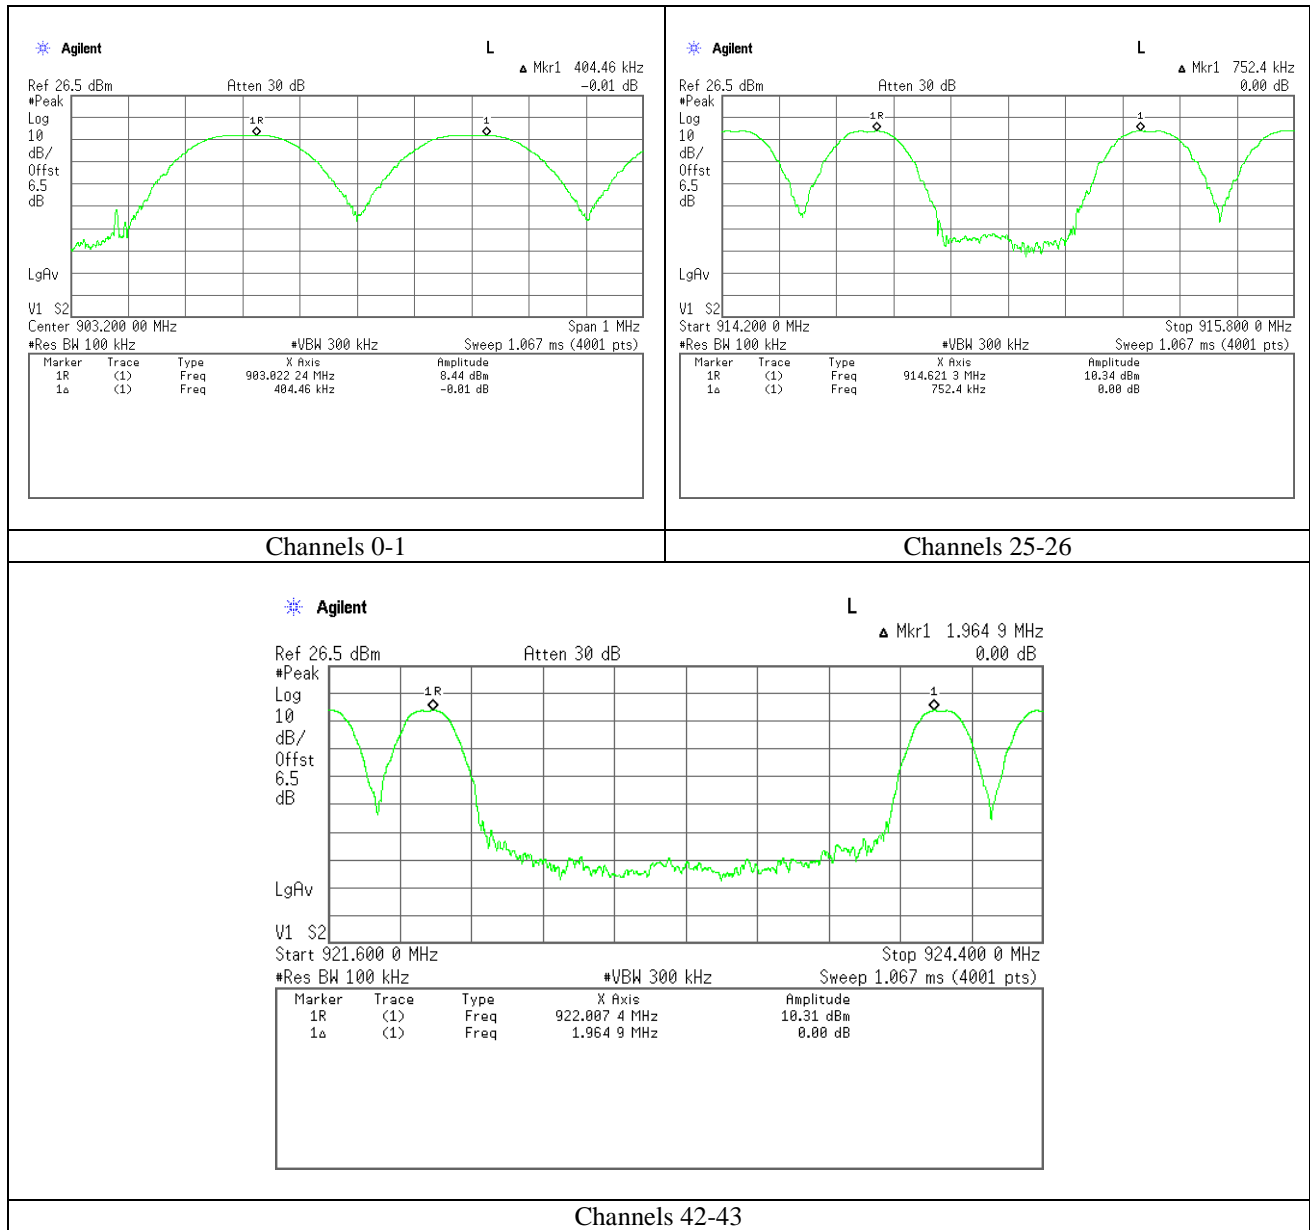 Agilent
L
Δ Mkr1 404.46 kHz
Ref 26.5 dBm Atten 30 dB -0.01 dB
#Peak
Log
10
dB/
Offst
6.5
dB
1R
1
LgAv
V1 S2
Center 903.200 00 MHz Span 1 MHz
#Res BW 100 kHz #VBW 300 kHz Sweep 1.067 ms (4001 pts)
Marker Trace Type X Axis Amplitude
1R (1) Freq 903.022 24 MHz 8.44 dBm
1Δ (1) Freq 404.46 kHz -0.01 dB
Channels 0-1
Agilent
L
Δ Mkr1 752.4 kHz
Ref 26.5 dBm Atten 30 dB 0.00 dB
#Peak
Log
10
dB/
Offst
6.5
dB
1R
1
LgAv
V1 S2
Start 914.200 0 MHz Stop 915.800 0 MHz
#Res BW 100 kHz #VBW 300 kHz Sweep 1.067 ms (4001 pts)
Marker Trace Type X Axis Amplitude
1R (1) Freq 914.621 3 MHz 10.34 dBm
1Δ (1) Freq 752.4 kHz 0.00 dB
Channels 25-26
Agilent
L
Δ Mkr1 1.964 9 MHz
Ref 26.5 dBm Atten 30 dB 0.00 dB
#Peak
Log
10
dB/
Offst
6.5
dB
1R
1
LgAv
V1 S2
Start 921.600 0 MHz Stop 924.400 0 MHz
#Res BW 100 kHz #VBW 300 kHz Sweep 1.067 ms (4001 pts)
Marker Trace Type X Axis Amplitude
1R (1) Freq 922.007 4 MHz 10.31 dBm
1Δ (1) Freq 1.964 9 MHz 0.00 dB
Channels 42-43